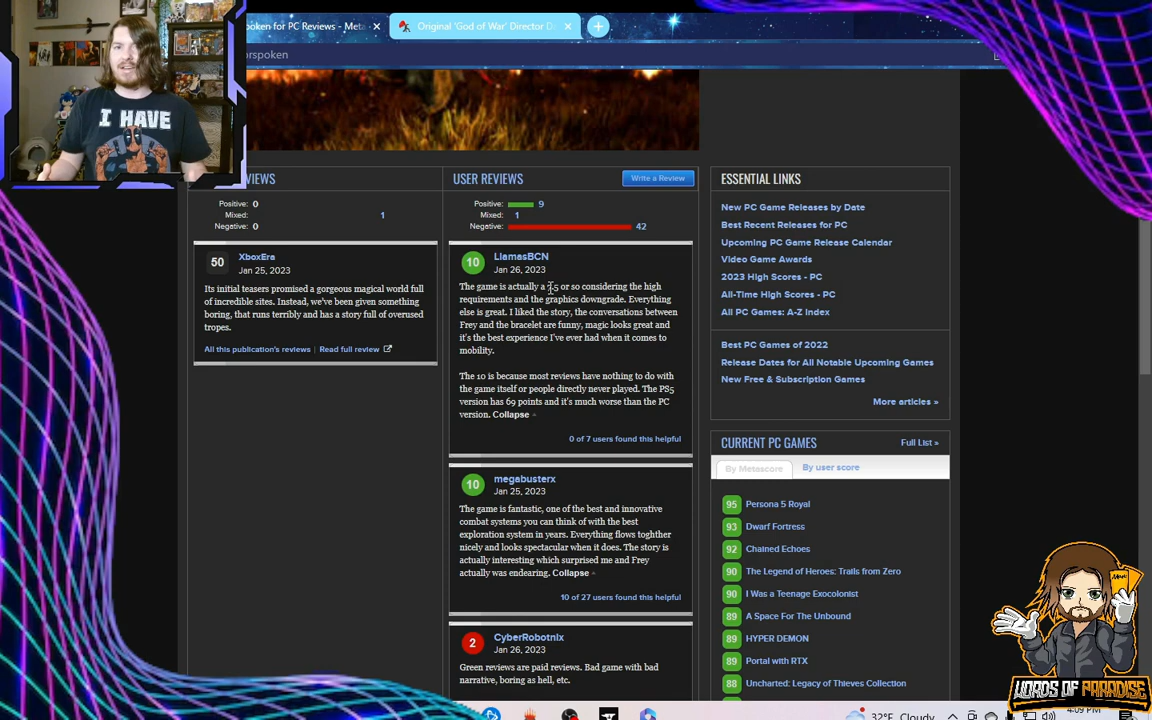 spoken for PC Reviews - Meta
Original 'God of War' Director D
orspoken
I HAVE
VIEWS
Positive: 0
Mixed: 1
Negative: 0
50
XboxEra
Jan 25, 2023
Its initial teasers promised a gorgeous magical world full
of incredible sites. Instead, we've been given something
boring, that runs terribly and has a story full of overused
tropes.
All this publication's reviews | Read full review
USER REVIEWS
Write a Review
Positive: 9
Mixed: 1
Negative: 42
10
LlamasBCN
Jan 26, 2023
The game is actually a 5 or so considering the high
requirements and the graphics downgrade. Everything
else is great. I liked the story, the conversations between
Frey and the bracelet are funny, magic looks great and
it's the best experience I've ever had when it comes to
mobility.
The 10 is because most reviews have nothing to do with
the game itself or people directly never played. The PS5
version has 69 points and it's much worse than the PC
version. Collapse
0 of 7 users found this helpful
10
megabusterx
Jan 25, 2023
The game is fantastic, one of the best and innovative
combat systems you can think of with the best
exploration system in years. Everything flows toghther
nicely and looks spectacular when it does. The story is
actually interesting which surprised me and Frey
actually was endearing. Collapse
10 of 27 users found this helpful
2
CyberRobotnix
Jan 26, 2023
Green reviews are paid reviews. Bad game with bad
narrative, boring as hell, etc.
ESSENTIAL LINKS
New PC Game Releases by Date
Best Recent Releases for PC
Upcoming PC Game Release Calendar
Video Game Awards
2023 High Scores - PC
All-Time High Scores - PC
All PC Games: A-Z Index
Best PC Games of 2022
Release Dates for All Notable Upcoming Games
New Free & Subscription Games
More articles »
CURRENT PC GAMES
Full List »
By Metascore
By user score
95 Persona 5 Royal
93 Dwarf Fortress
92 Chained Echoes
90 The Legend of Heroes: Trails from Zero
90 I Was a Teenage Exocolonist
89 A Space For The Unbound
89 HYPER DEMON
89 Portal with RTX
88 Uncharted: Legacy of Thieves Collection
WORDS OF PARADISE
32°F Cloudy
4:09 PM